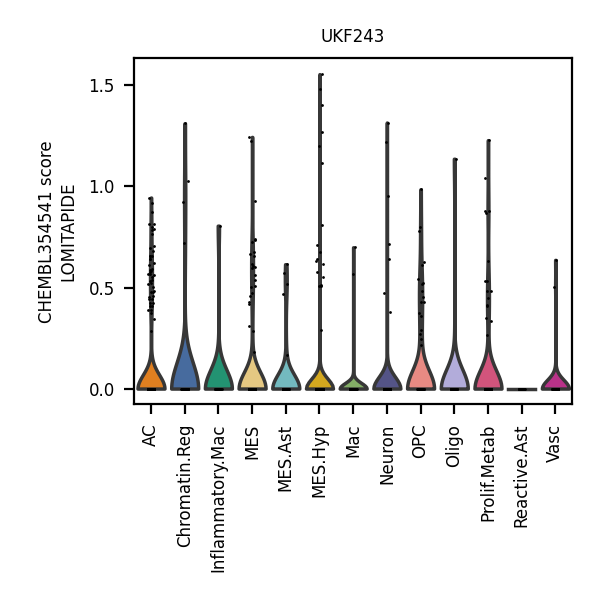 UKF243
CHEMBL354541 score
LOMITAPIDE
1.5
1.0
0.5
0.0
AC
Chromatin.Reg
Inflammatory.Mac
MES
MES.Ast
MES.Hyp
Mac
Neuron
OPC
Oligo
Prolif.Metab
Reactive.Ast
Vasc